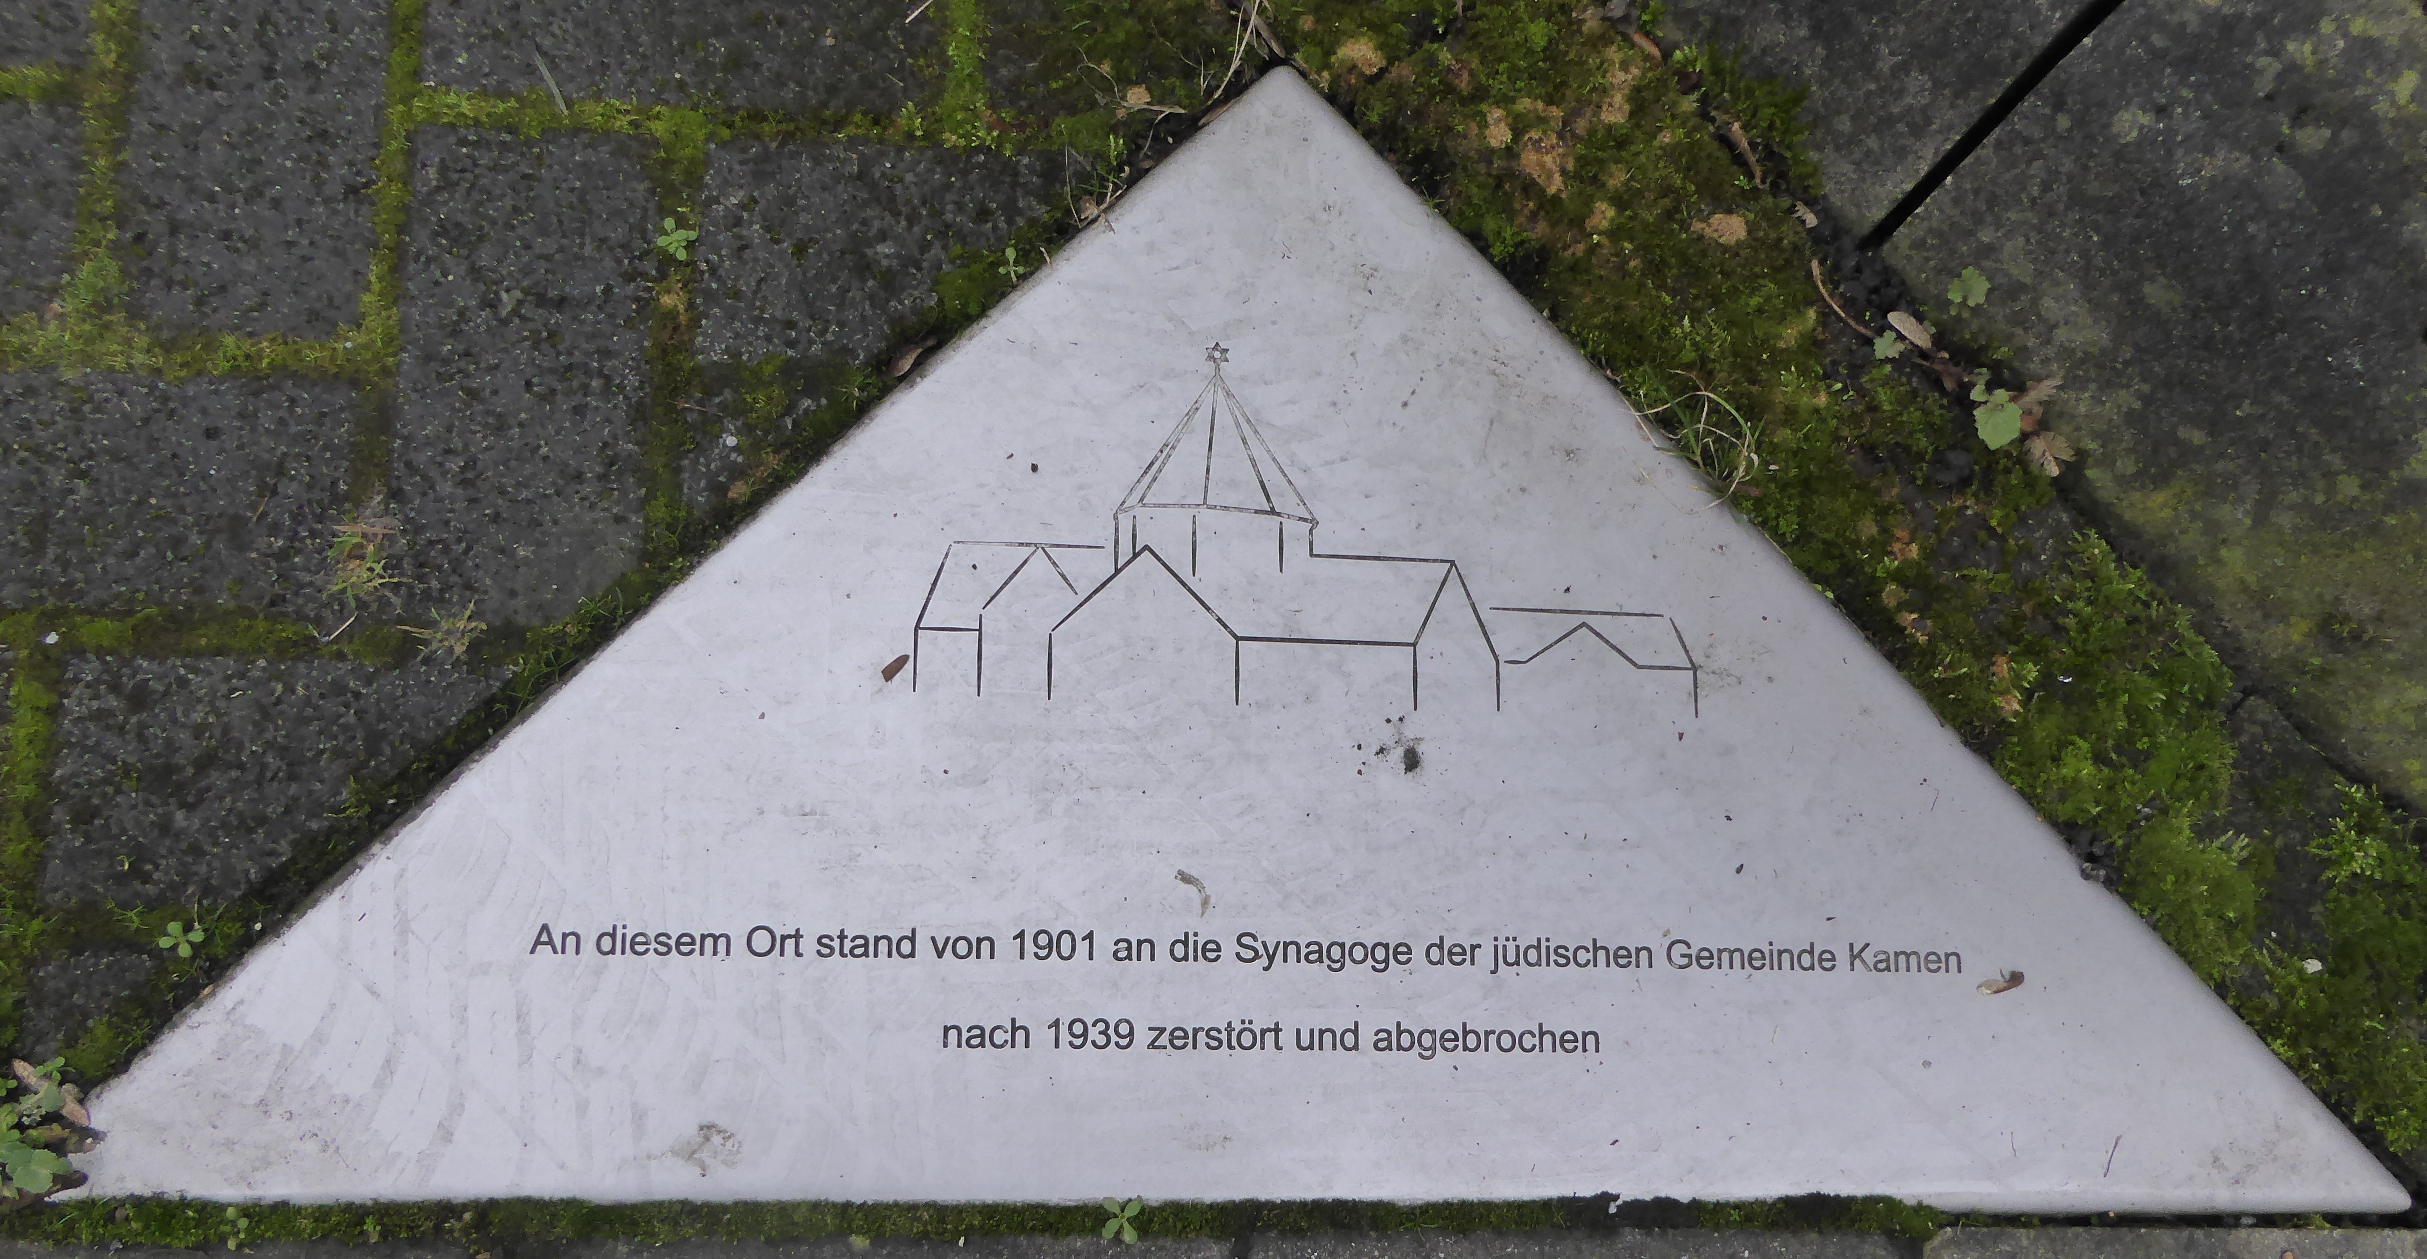 An diesem Ort stand von 1901 an die Synagoge der jüdischen Gemeinde Kamen
nach 1939 zerstört und abgebrochen